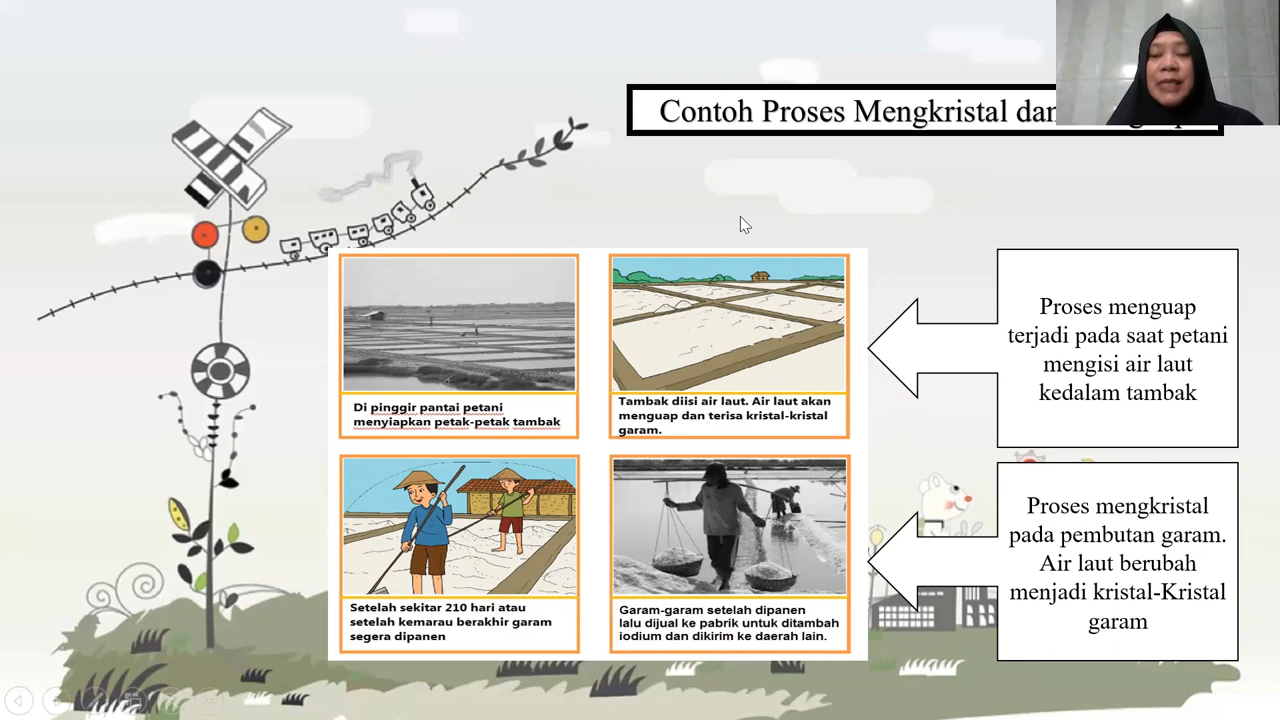 Contoh Proses Mengkristal dan
Di pinggir pantai petani
menyiapkan petak-petak tambak
Tambak diisi air laut. Air laut akan
menguap dan terisa kristal-kristal
garam.
Proses menguap
terjadi pada saat petani
mengisi air laut
kedalam tambak
Setelah sekitar 210 hari atau
setelah kemarau berakhir garam
segera dipanen
Garam-garam setelah dipanen
lalu dijual ke pabrik untuk ditambah
iodium dan dikirim ke daerah lain.
Proses mengkristal
pada pembutan garam.
Air laut berubah
menjadi kristal-Kristal
garam